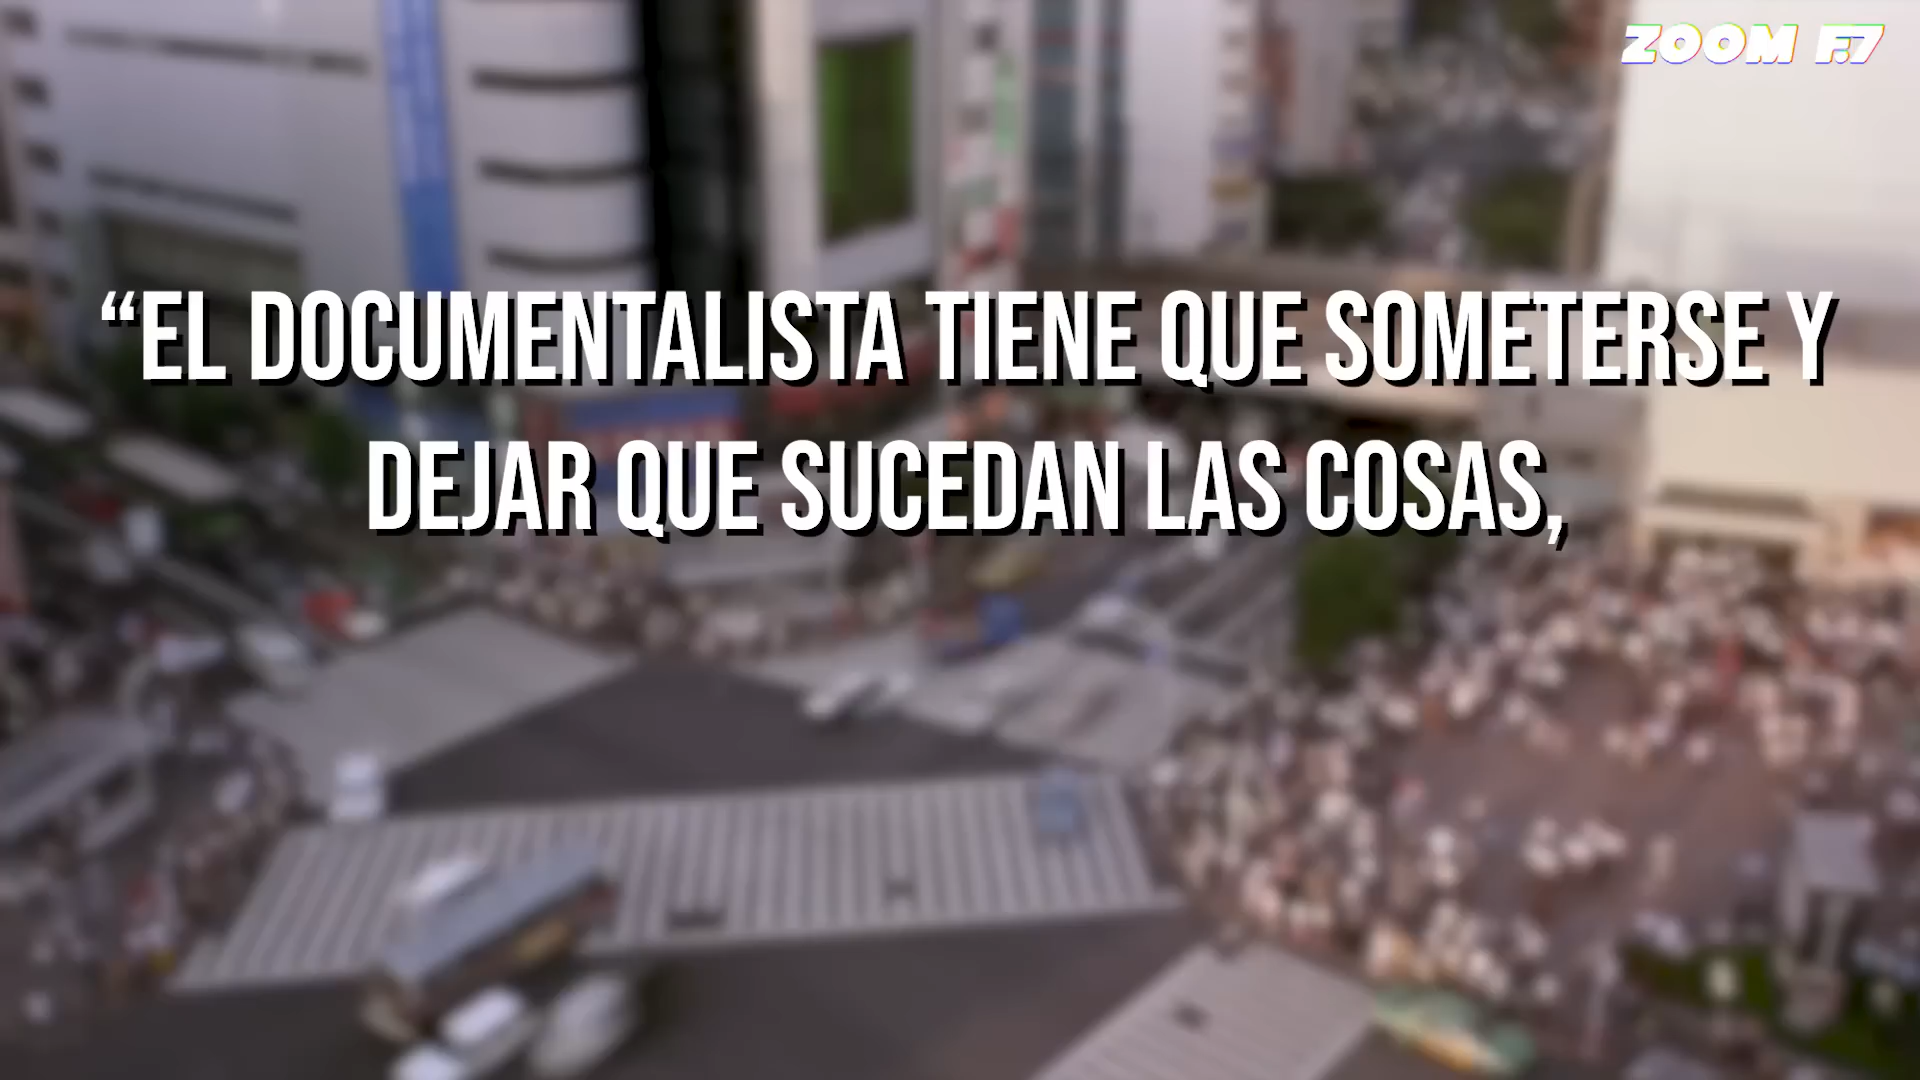 ZOOM F.7
“EL DOCUMENTALISTA TIENE QUE SOMETERSE Y
DEJAR QUE SUCEDAN LAS COSAS,